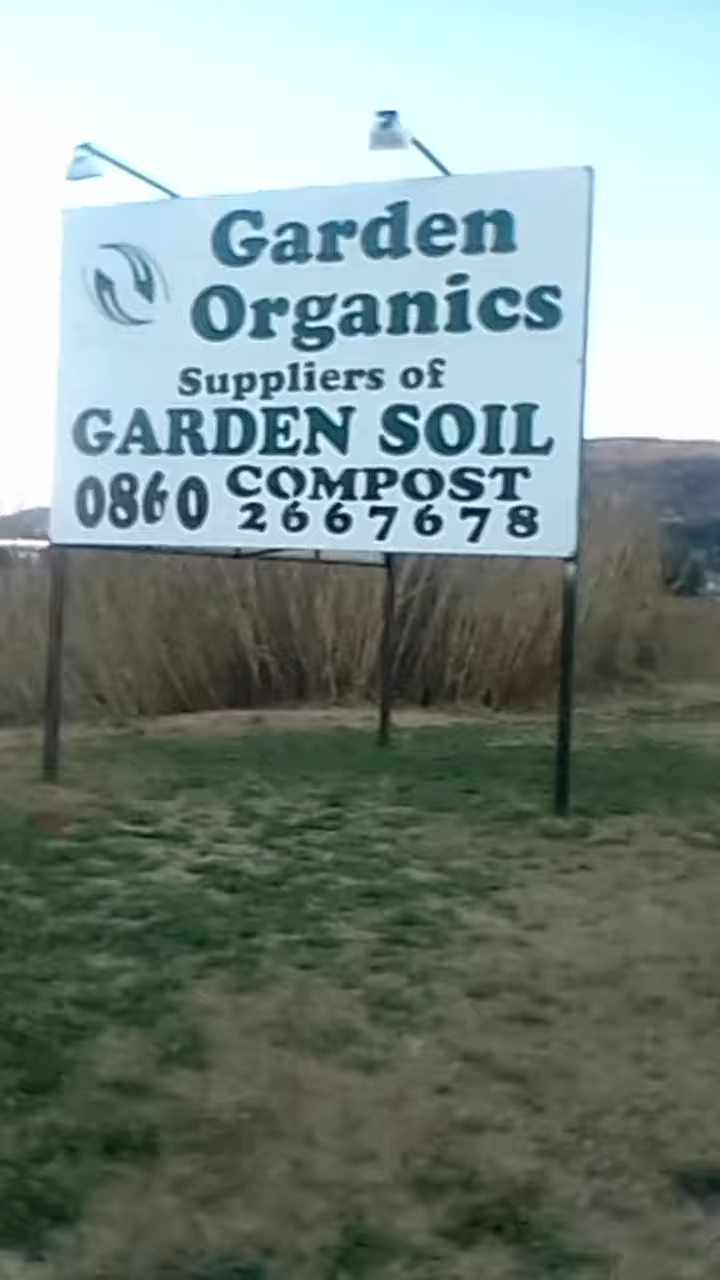 Garden
Organics
Suppliers of
GARDEN SOIL
0860 COMPOST
2667678